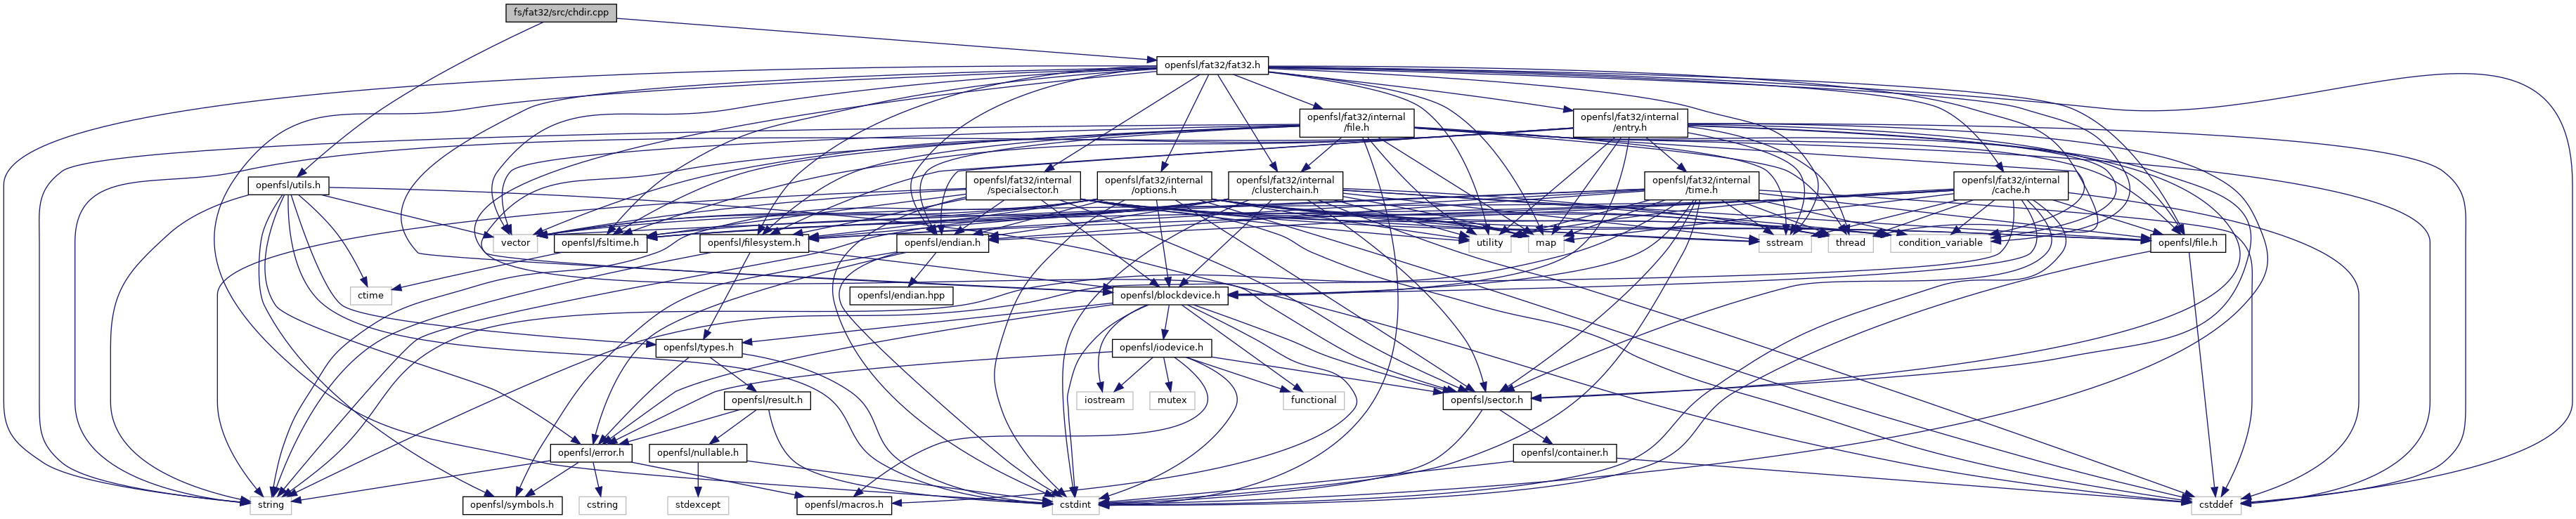 fs/fat32/src/chdir.cpp
openfsl/fat32/fat32.h
openfsl/fat32/internal
/file.h
openfsl/fat32/internal
/entry.h
openfsl/utils.h
openfsl/fat32/internal
/specialsector.h
openfsl/fat32/internal
/options.h
openfsl/fat32/internal
/clusterchain.h
openfsl/fat32/internal
/time.h
openfsl/fat32/internal
/cache.h
vector
openfsl/fsltime.h
openfsl/filesystem.h
openfsl/endian.h
utility
map
sstream
thread
condition_variable
openfsl/file.h
ctime
openfsl/endian.hpp
openfsl/blockdevice.h
openfsl/types.h
openfsl/iodevice.h
openfsl/result.h
iostream
mutex
functional
openfsl/sector.h
openfsl/error.h
openfsl/nullable.h
openfsl/container.h
string
openfsl/symbols.h
cstring
stdexcept
openfsl/macros.h
cstdint
cstddef